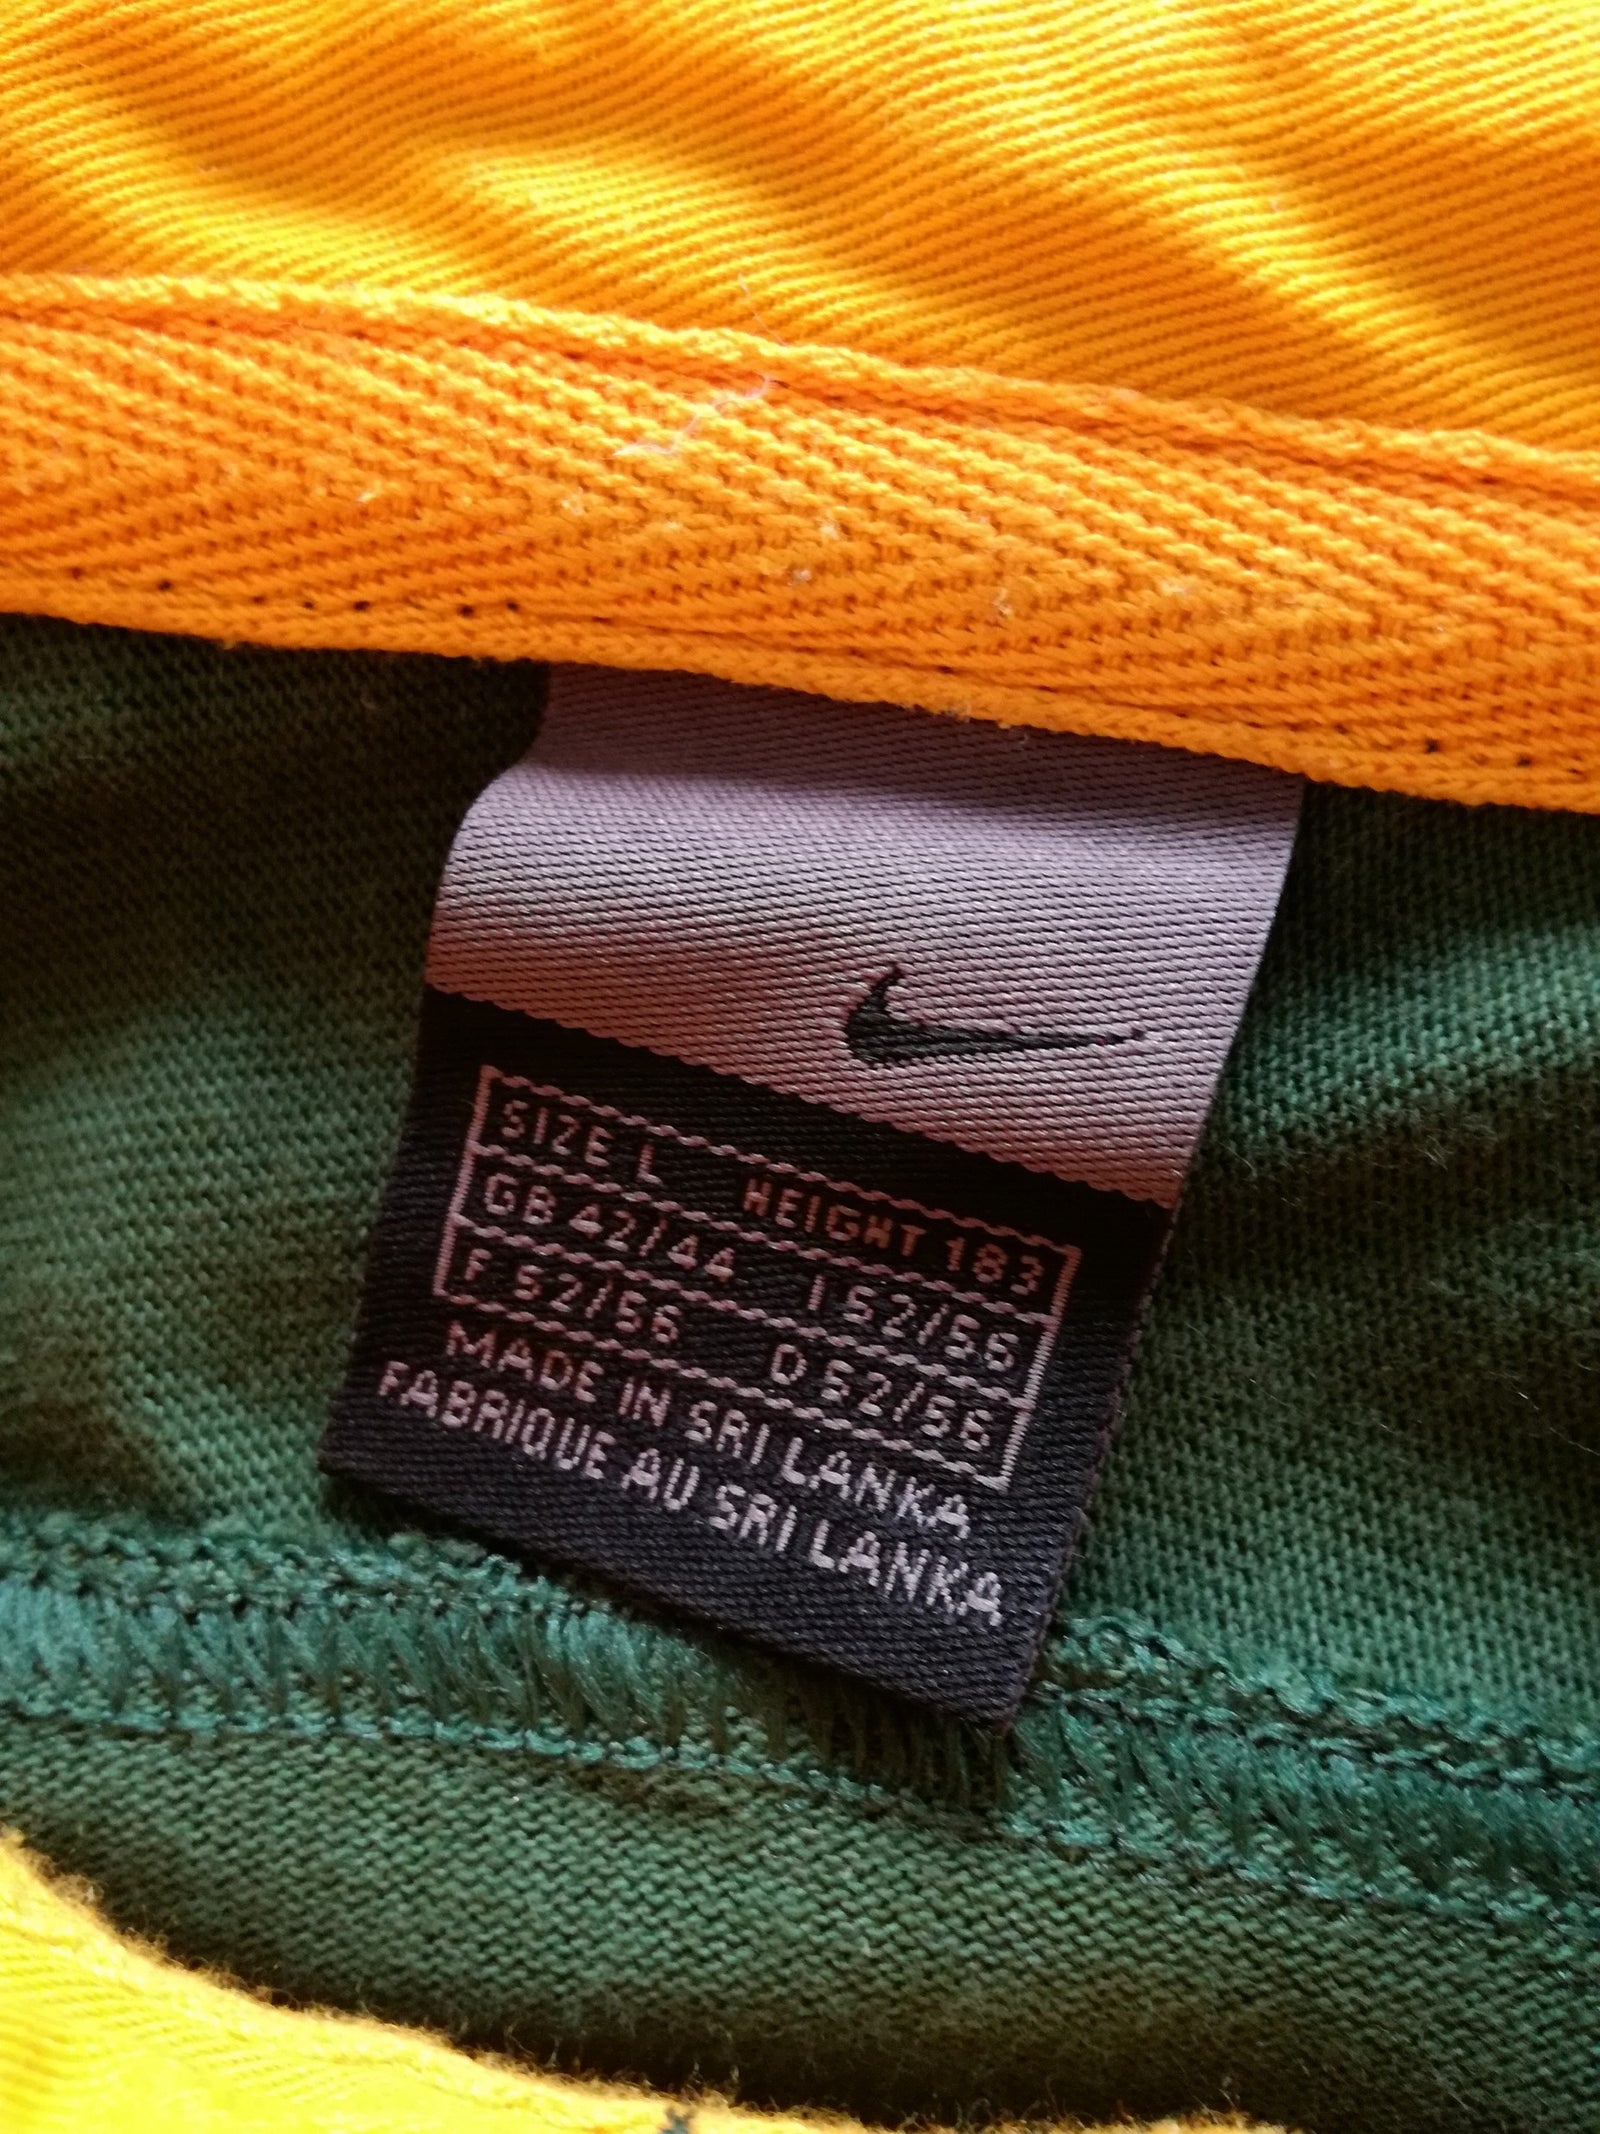 SIZE L HEIGHT 183
GB 42/44 I 52/56
F 52/56 D 52/56
MADE IN SRI LANKA
FABRIQUE AU SRI LANKA